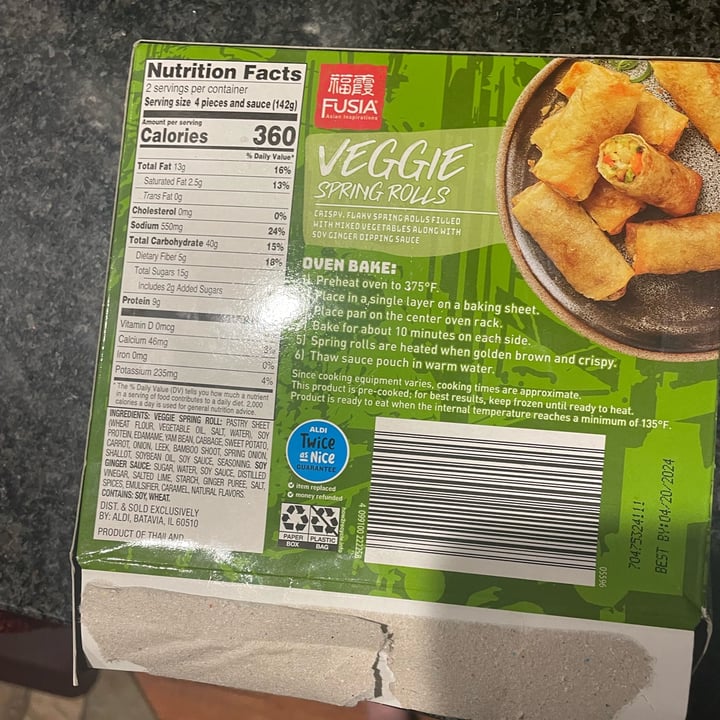 Nutrition Facts
2 servings per container
Serving size 4 pieces and sauce (142g)
Amount per serving
Calories 360
% Daily Value*
Total Fat 13g 16%
Saturated Fat 2.5g 13%
Trans Fat 0g
Cholesterol 0mg 0%
Sodium 550mg 24%
Total Carbohydrate 40g 15%
Dietary Fiber 5g 18%
Total Sugars 15g
Includes 2g Added Sugars
Protein 9g
Vitamin D 0mcg
Calcium 46mg
Iron 0mg 0%
Potassium 235mg 4%
* The % Daily Value (DV) tells you how much a nutrient
in a serving of food contributes to a daily diet. 2,000
calories a day is used for general nutrition advice.
INGREDIENTS: VEGGIE SPRING ROLL: PASTRY SHEET
(WHEAT FLOUR, VEGETABLE OIL, SALT, WATER), SOY
PROTEIN, EDAMAME, YAM BEAN, CABBAGE, SWEET POTATO,
CARROT, ONION, LEEK, BAMBOO SHOOT, SPRING ONION,
SHALLOT, SOYBEAN OIL, SOY SAUCE, SEASONING. SOY
GINGER SAUCE: SUGAR, WATER, SOY SAUCE, DISTILLED
VINEGAR, SALTED LIME, STARCH, GINGER PUREE, SALT,
SPICES, EMULSIFIER, CARAMEL, NATURAL FLAVORS.
CONTAINS: SOY, WHEAT.
DIST. & SOLD EXCLUSIVELY
BY: ALDI, BATAVIA, IL 60510
PRODUCT OF THAILAND
福霞
FUSIA
Asian Inspirations
VEGGIE
SPRING ROLLS
CRISPY, FLAKY SPRING ROLLS FILLED
WITH MIXED VEGETABLES ALONG WITH
SOY GINGER DIPPING SAUCE
OVEN BAKE:
Preheat oven to 375°F.
Place in a single layer on a baking sheet.
Place pan on the center oven rack.
Bake for about 10 minutes on each side.
5) Spring rolls are heated when golden brown and crispy.
6) Thaw sauce pouch in warm water.
Since cooking equipment varies, cooking times are approximate.
This product is pre-cooked; for best results, keep frozen until ready to heat.
Product is ready to eat when the internal temperature reaches a minimum of 135°F.
ALDI
Twice
as Nice
GUARANTEE
item replaced
money refunded
PAPER
BOX
PLASTIC
BAG
how2recycle.info
05596
70475324111
BEST BY:04/20/2024